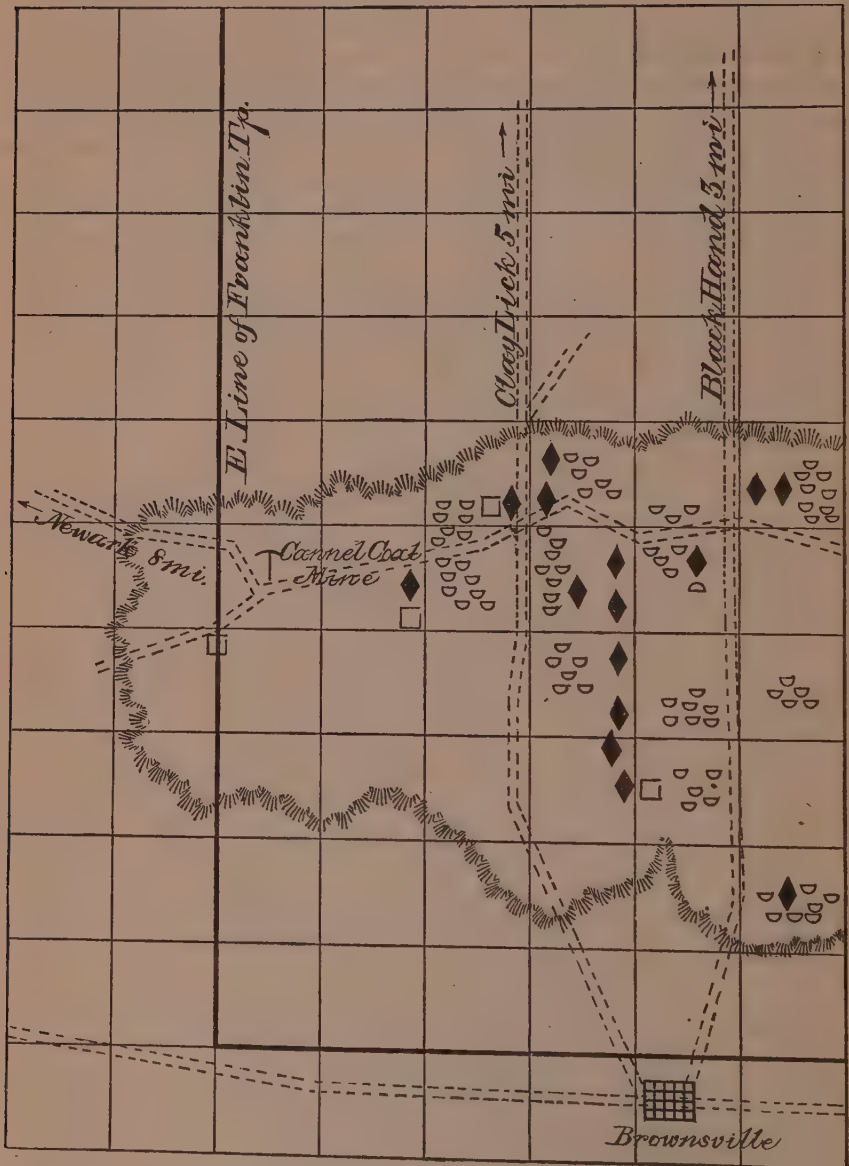 E Line of Franklin Tp.
Clay Lick 5 mi
Black Hand 3 mi
Newark 8 mi.
Cannel Coal
Mine
Brownsville